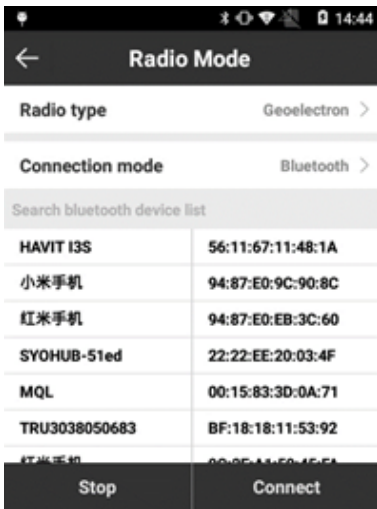 14:44
Radio Mode
Radio type Geoelectron
Connection mode Bluetooth
Search bluetooth device list
HAVIT I3S 56:11:67:11:48:1A
小米手机 94:87:E0:9C:90:8C
红米手机 94:87:E0:EB:3C:60
SYOHUB-51ed 22:22:EE:20:03:4F
MQL 00:15:83:3D:0A:71
TRU3038050683 BF:18:18:11:53:92
Stop Connect